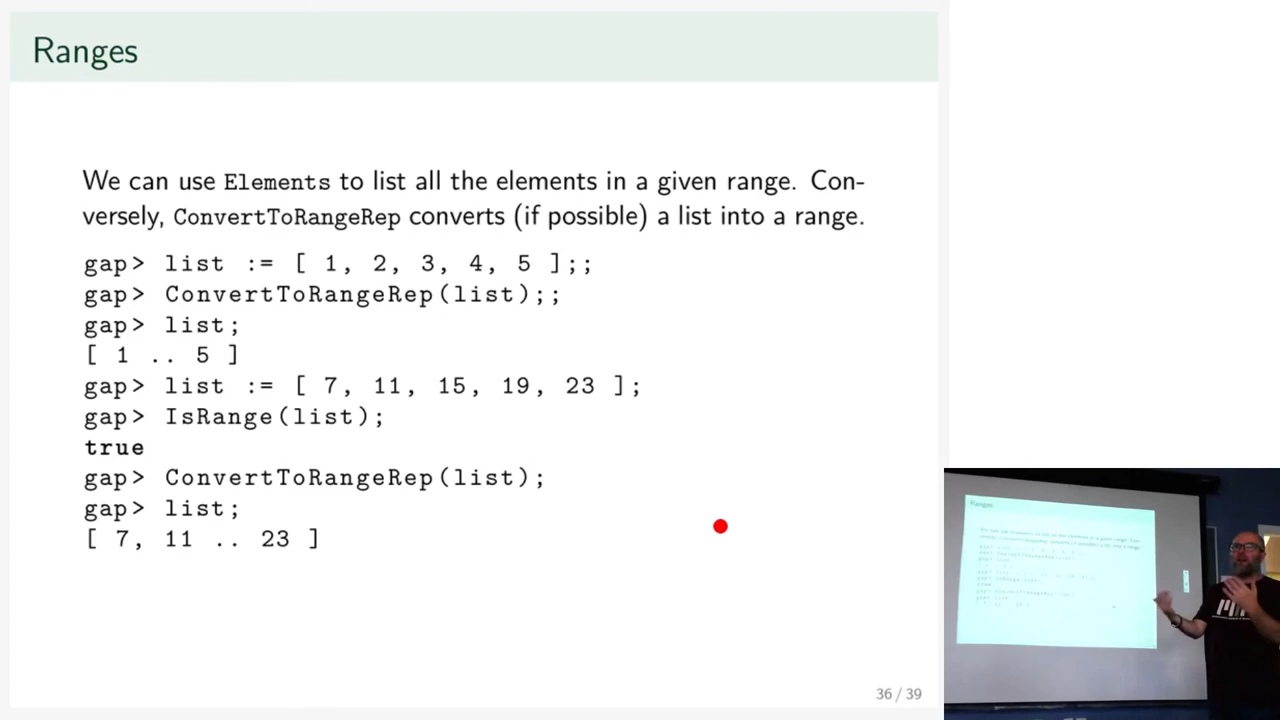 Ranges
We can use Elements to list all the elements in a given range. Con-
versely, ConvertToRangeRep converts (if possible) a list into a range.
gap> list := [ 1, 2, 3, 4, 5 ];;
gap> ConvertToRangeRep(list);;
gap> list;
[ 1 .. 5 ]
gap> list := [ 7, 11, 15, 19, 23 ];
gap> IsRange(list);
true
gap> ConvertToRangeRep(list);
gap> list;
[ 7, 11 .. 23 ]
36 / 39
Ranges
MIT